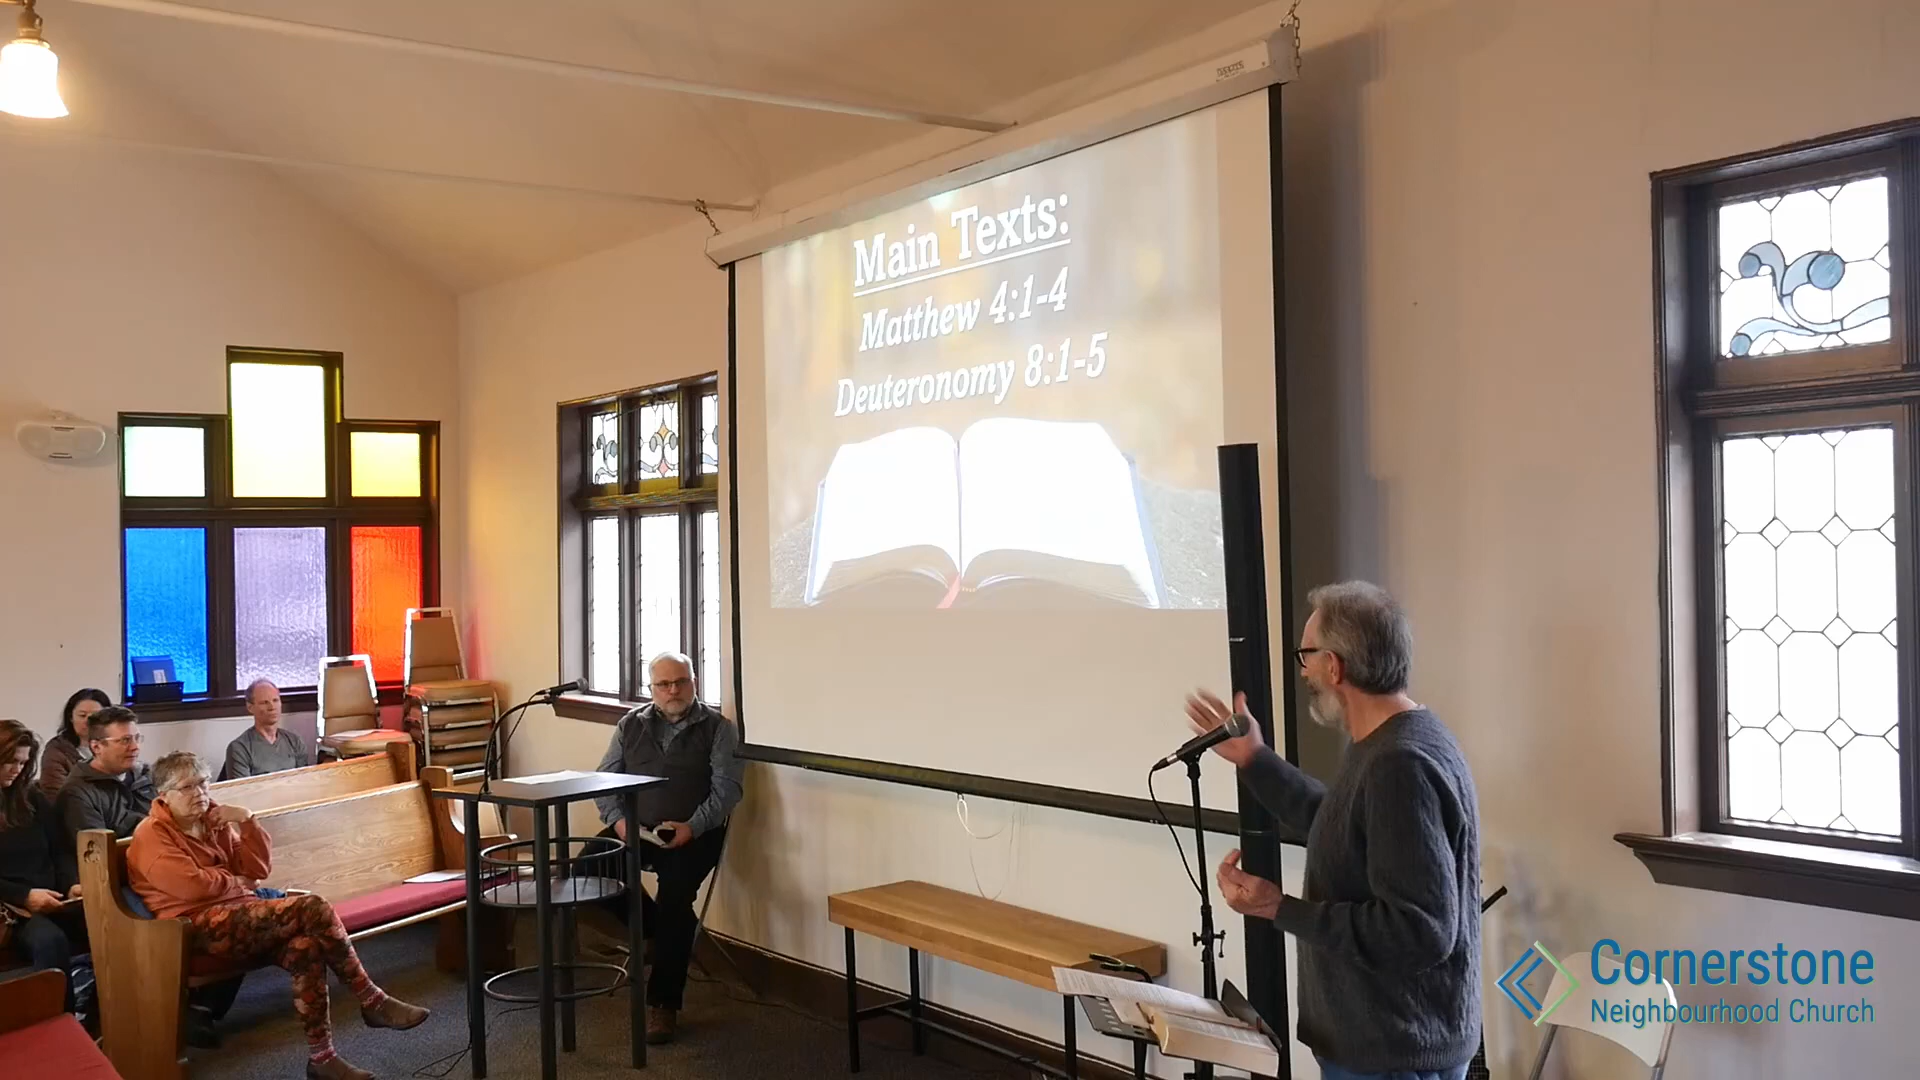 Main Texts:
Matthew 4:1-4
Deuteronomy 8:1-5
Cornerstone
Neighbourhood Church